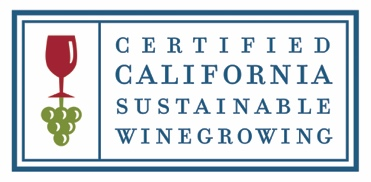 CERTIFIED
CALIFORNIA
SUSTAINABLE
WINEGROWING